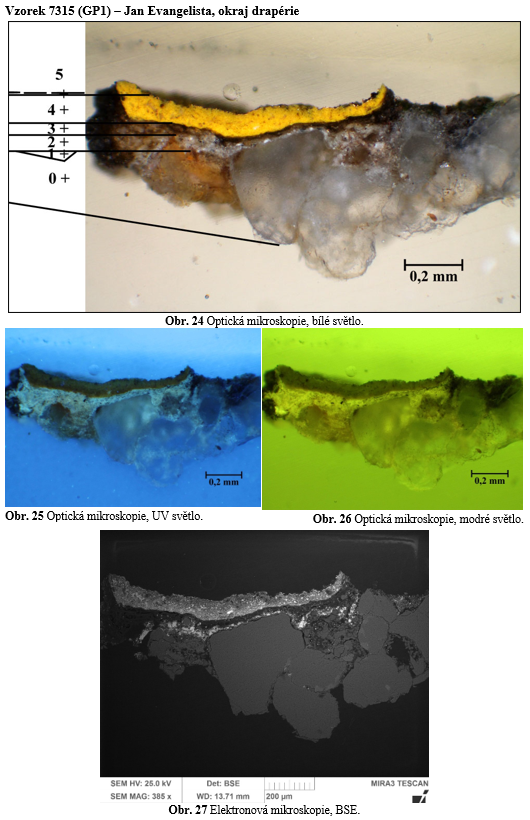 Vzorek 7315 (GP1) – Jan Evangelista, okraj drapérie
5
4 +
3 +
2 +
1 +
0 +
0,2 mm
Obr. 24 Optická mikroskopie, bílé světlo.
0,2 mm
0,2 mm
Obr. 25 Optická mikroskopie, UV světlo.
Obr. 26 Optická mikroskopie, modré světlo.
SEM HV: 25.0 kV
Det: BSE
MIRA3 TESCAN
SEM MAG: 385 x
WD: 13.71 mm
200 µm
Obr. 27 Elektronová mikroskopie, BSE.